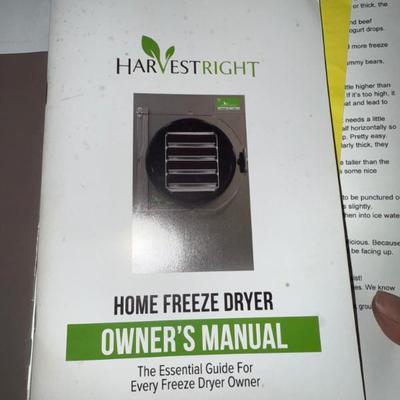 HARVESTRIGHT
HOME FREEZE DRYER
OWNER'S MANUAL
The Essential Guide For
Every Freeze Dryer Owner
or thick, the
nd beef
ogurt drops.
more freeze
ummy bears.
ttle higher than
If it's too high, it
at and lead to
needs a little
alf horizontally so
p. Pretty easy.
larly thick, they
e taller than the
s some nice
to be punctured o
s slightly.
hen into ice wate
licious. Because
be facing up.
ist!
es. We know
grou